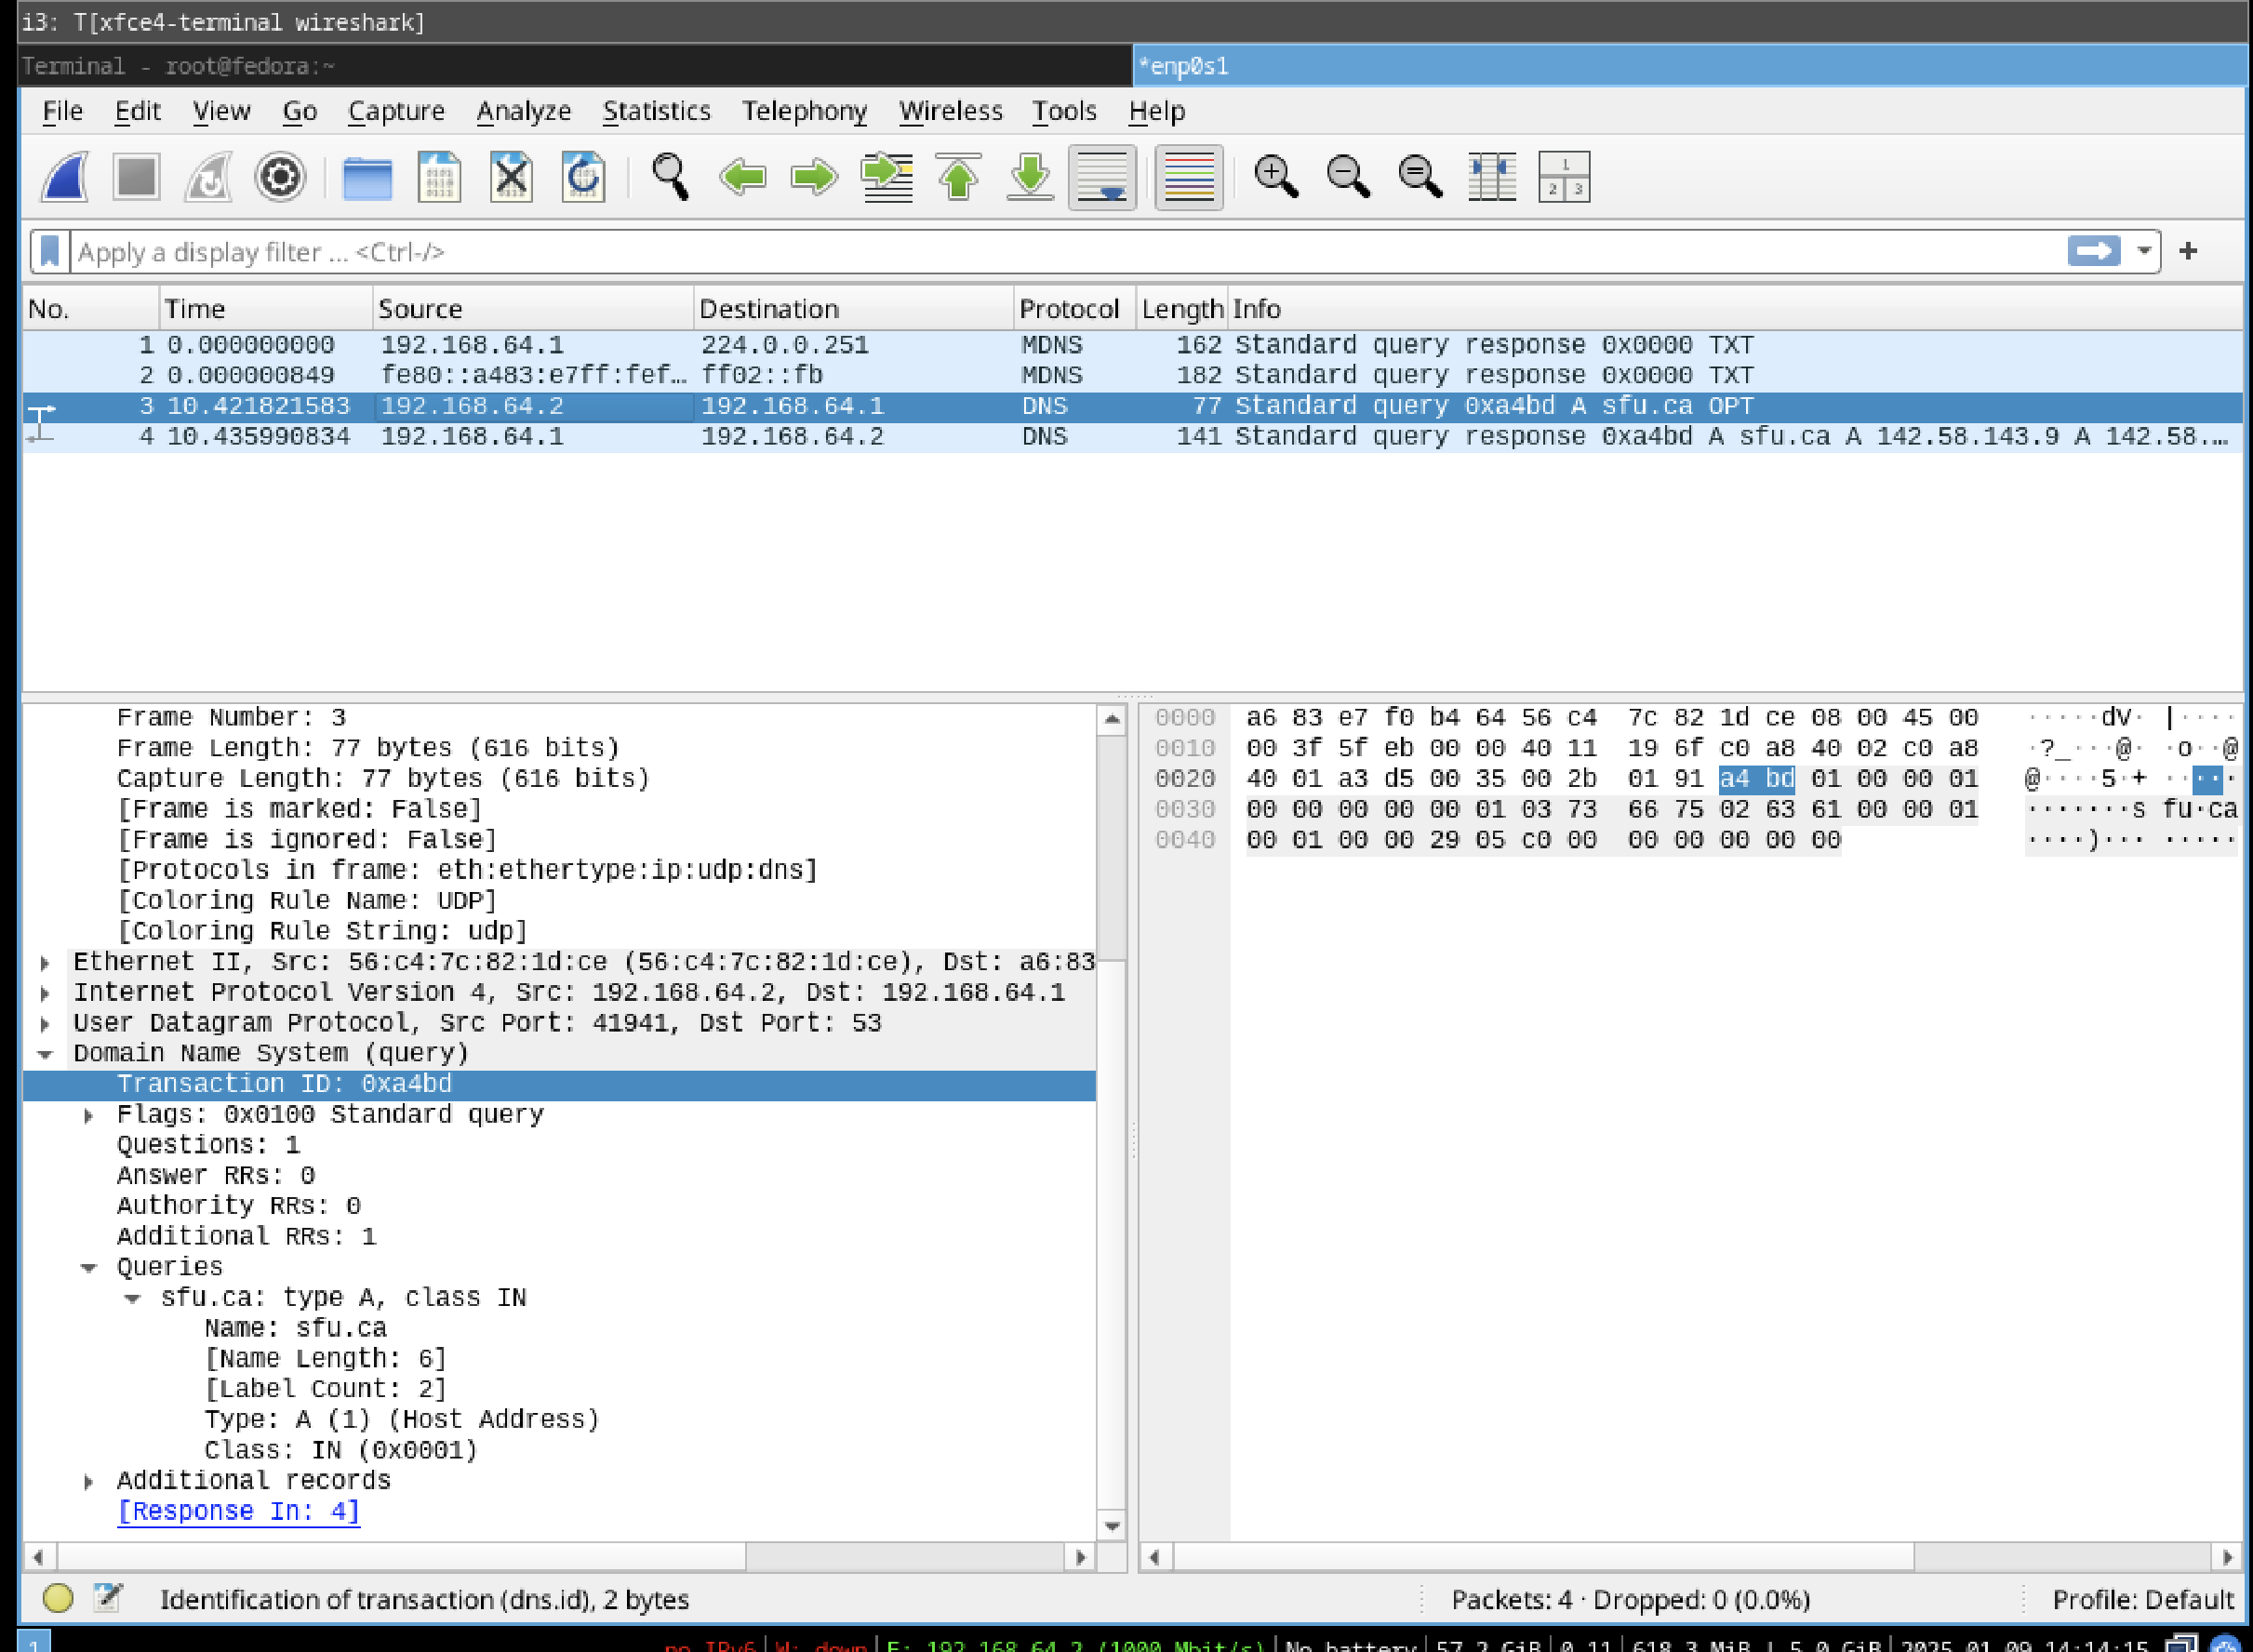 i3: T[xfce4-terminal wireshark]
Terminal - root@fedora:~
*enp0s1
File Edit View Go Capture Analyze Statistics Telephony Wireless Tools Help
Apply a display filter ... <Ctrl-/>
No. Time Source Destination Protocol Length Info
1 0.000000000 192.168.64.1 224.0.0.251 MDNS 162 Standard query response 0x0000 TXT
2 0.000000849 fe80::a483:e7ff:fef… ff02::fb MDNS 182 Standard query response 0x0000 TXT
3 10.421821583 192.168.64.2 192.168.64.1 DNS 77 Standard query 0xa4bd A sfu.ca OPT
4 10.435990834 192.168.64.1 192.168.64.2 DNS 141 Standard query response 0xa4bd A sfu.ca A 142.58.143.9 A 142.58.…
Frame Number: 3
Frame Length: 77 bytes (616 bits)
Capture Length: 77 bytes (616 bits)
[Frame is marked: False]
[Frame is ignored: False]
[Protocols in frame: eth:ethertype:ip:udp:dns]
[Coloring Rule Name: UDP]
[Coloring Rule String: udp]
Ethernet II, Src: 56:c4:7c:82:1d:ce (56:c4:7c:82:1d:ce), Dst: a6:83
Internet Protocol Version 4, Src: 192.168.64.2, Dst: 192.168.64.1
User Datagram Protocol, Src Port: 41941, Dst Port: 53
Domain Name System (query)
Transaction ID: 0xa4bd
Flags: 0x0100 Standard query
Questions: 1
Answer RRs: 0
Authority RRs: 0
Additional RRs: 1
Queries
sfu.ca: type A, class IN
Name: sfu.ca
[Name Length: 6]
[Label Count: 2]
Type: A (1) (Host Address)
Class: IN (0x0001)
Additional records
[Response In: 4]
0000 a6 83 e7 f0 b4 64 56 c4 7c 82 1d ce 08 00 45 00 ·····dV· |·····E·
0010 00 3f 5f eb 00 00 40 11 19 6f c0 a8 40 02 c0 a8 ·?_···@· ·o··@
0020 40 01 a3 d5 00 35 00 2b 01 91 a4 bd 01 00 00 01 @····5·+ ·····
0030 00 00 00 00 00 01 03 73 66 75 02 63 61 00 00 01 ·······s fu·ca
0040 00 01 00 00 29 05 c0 00 00 00 00 00 00 ····)··· ·····
Identification of transaction (dns.id), 2 bytes
Packets: 4 · Dropped: 0 (0.0%)
Profile: Default
1
no IPv6 | W: down | E: 192.168.64.2 (1000 Mbit/s) | No battery | 57.2 GiB | 0.11 | 618.3 MiB | 5.0 GiB | 2025-01-09 14:14:15